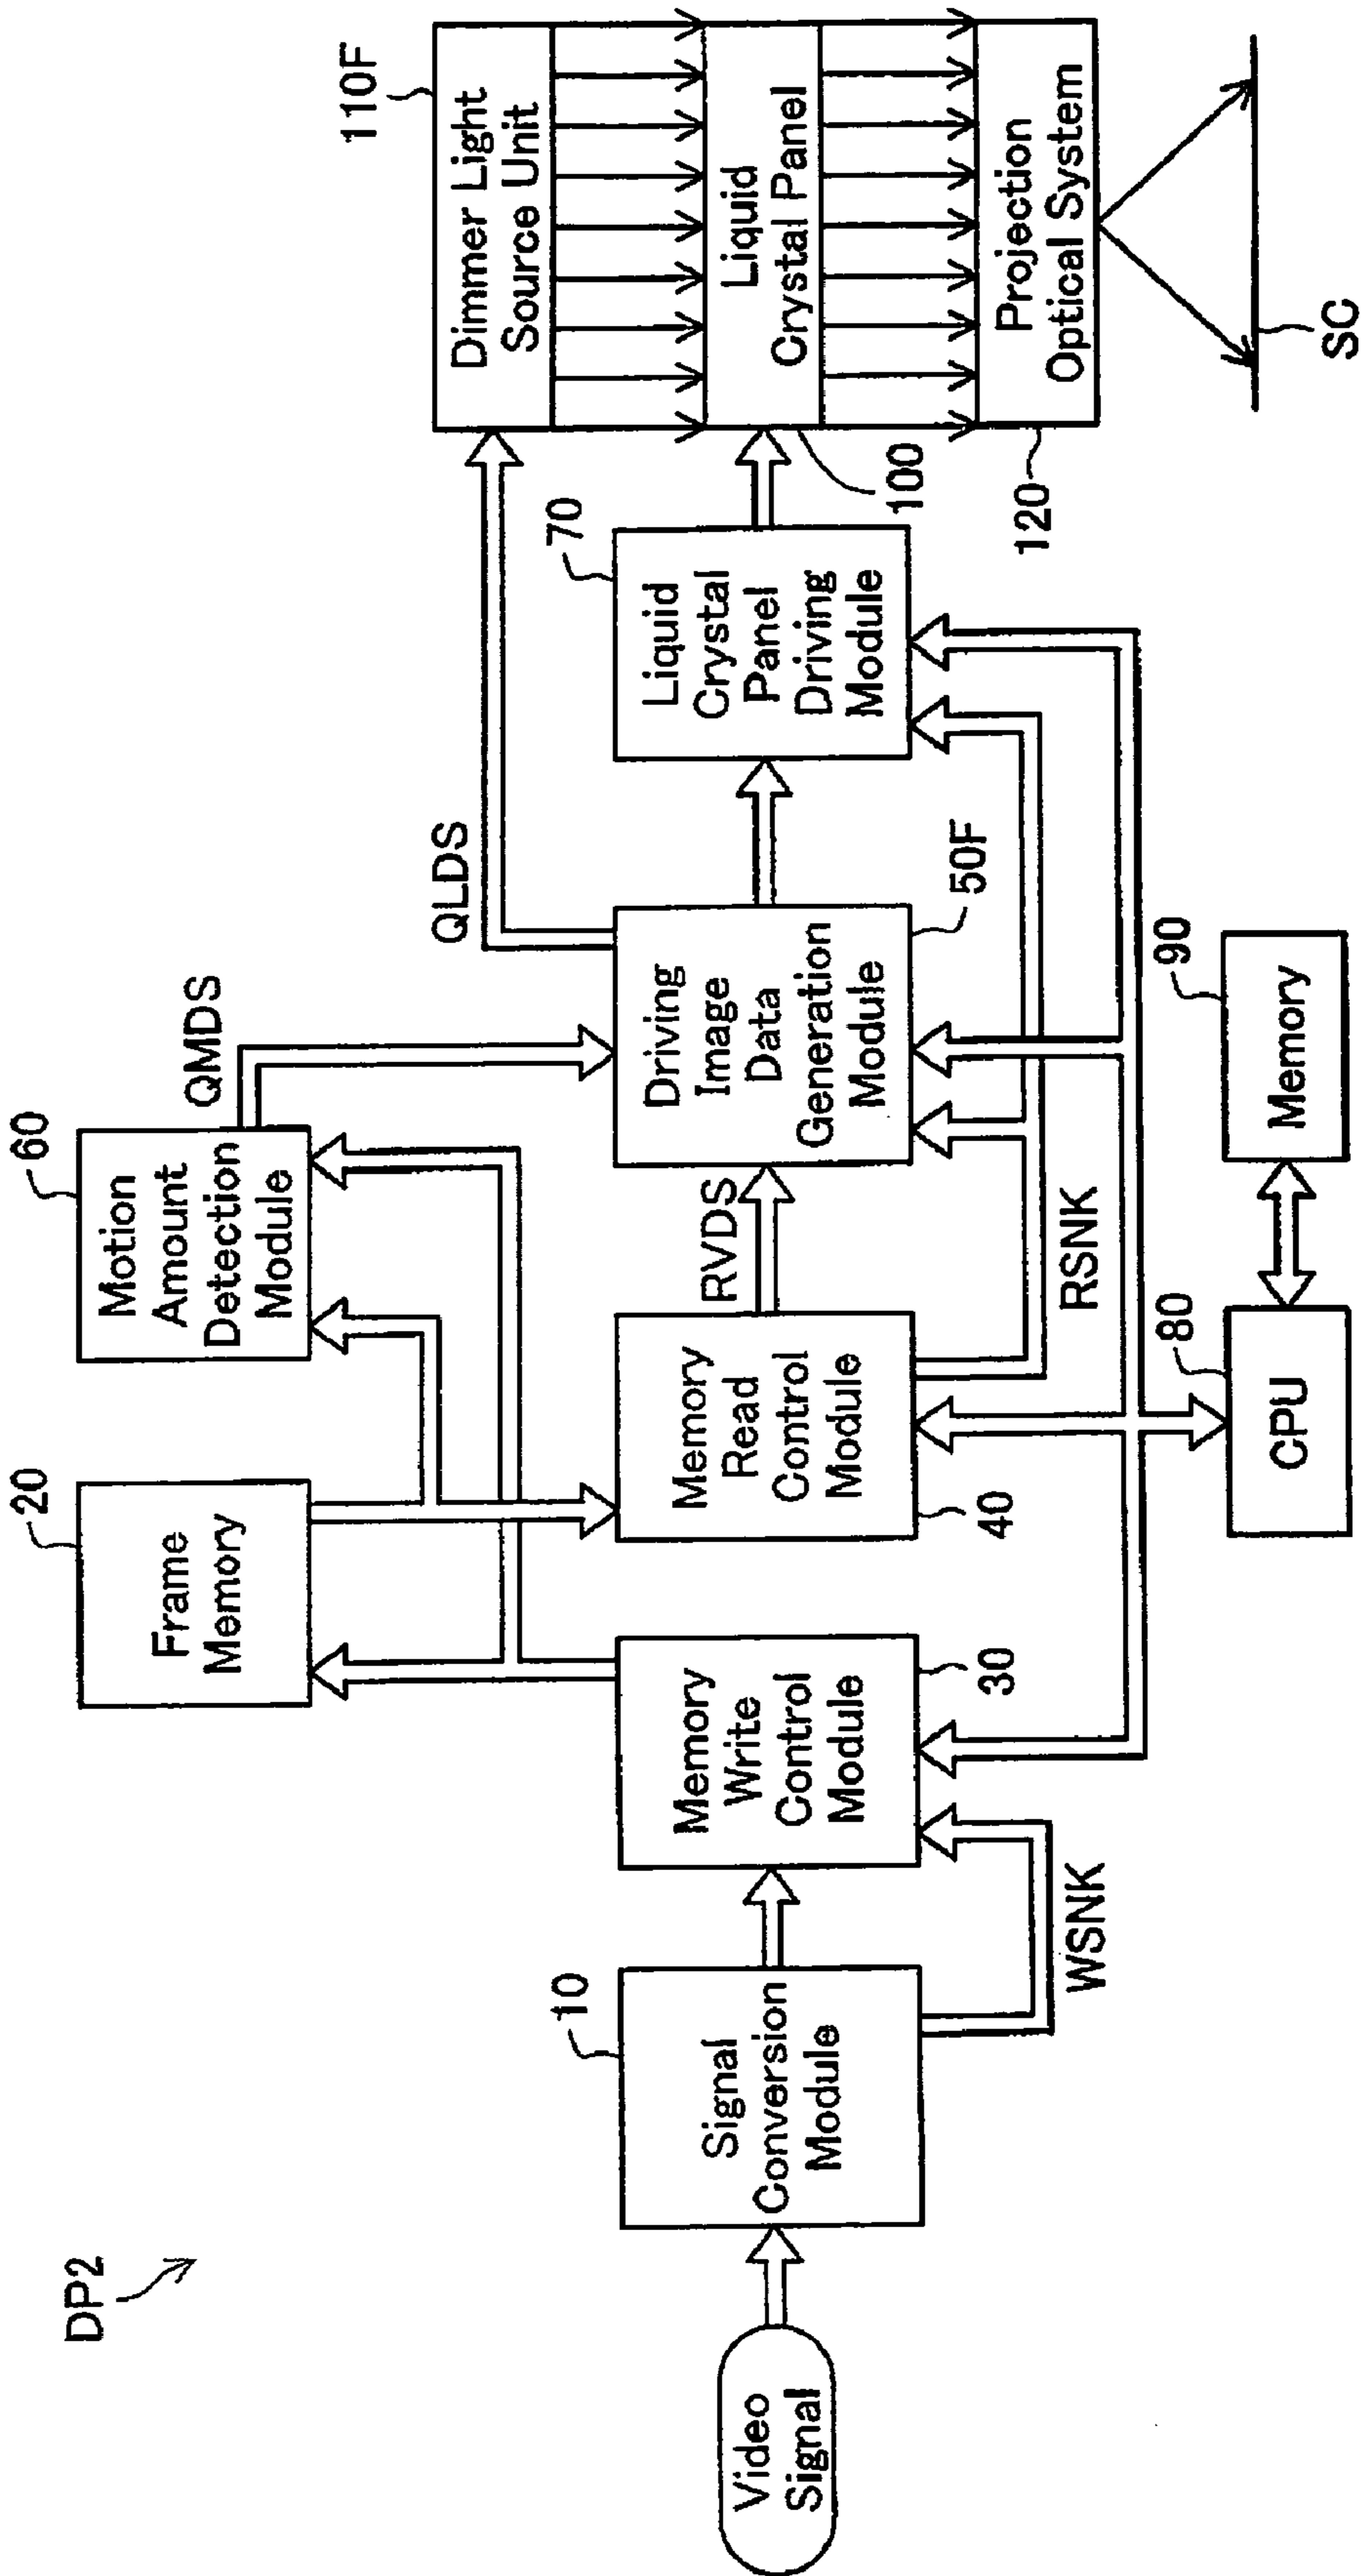 DP2
Video
Signal
10
Signal
Conversion
Module
WSNK
20
Frame
Memory
Memory
Write
Control
Module
30
60
Motion
Amount
Detection
Module
QMDS
Memory
Read
Control
Module
40
RVDS
RSNK
80
CPU
90
Memory
Driving
Image
Data
Generation
Module
50F
QLDS
70
Liquid
Crystal
Panel
Driving
Module
110F
Dimmer Light
Source Unit
Liquid
Crystal Panel
100
Projection
Optical System
120
SC